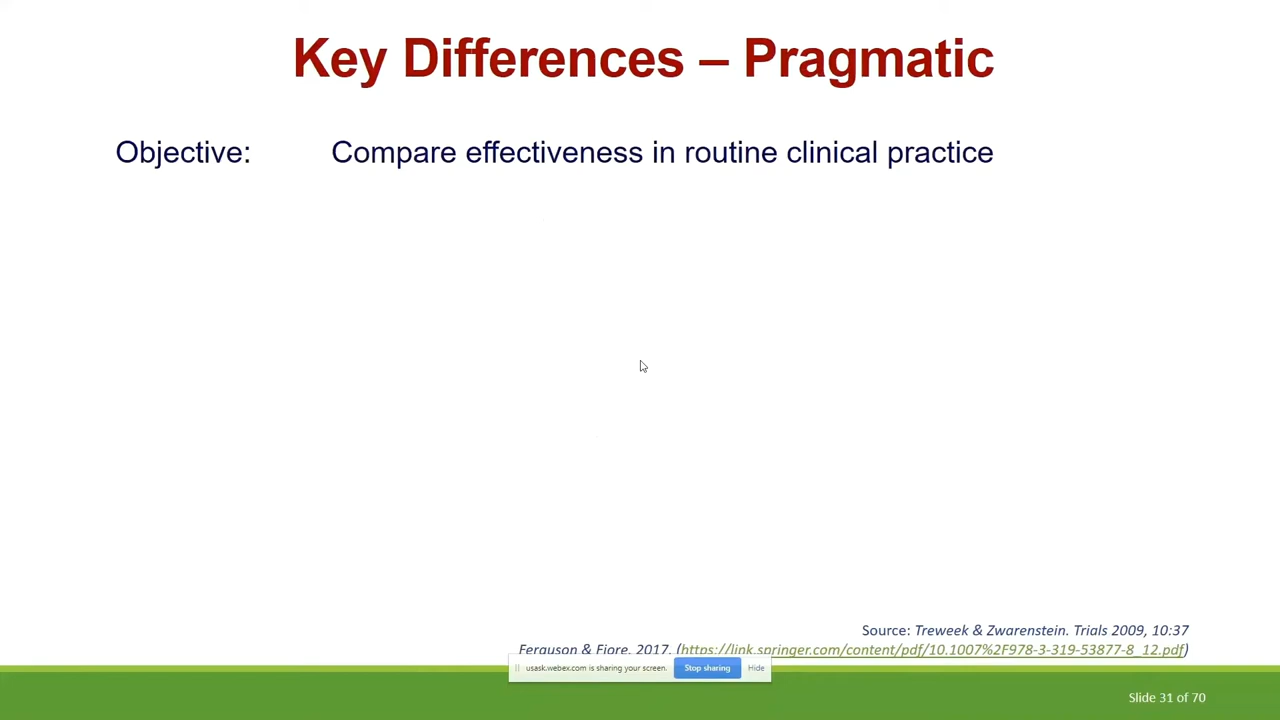 Key Differences – Pragmatic
Objective: Compare effectiveness in routine clinical practice
Source: Treweek & Zwarenstein. Trials 2009, 10:37
Ferguson & Fiore, 2017. (https://link.springer.com/content/pdf/10.1007%2F978-3-319-53877-8_12.pdf)
usask.webex.com is sharing your screen. Stop sharing Hide
Slide 31 of 70